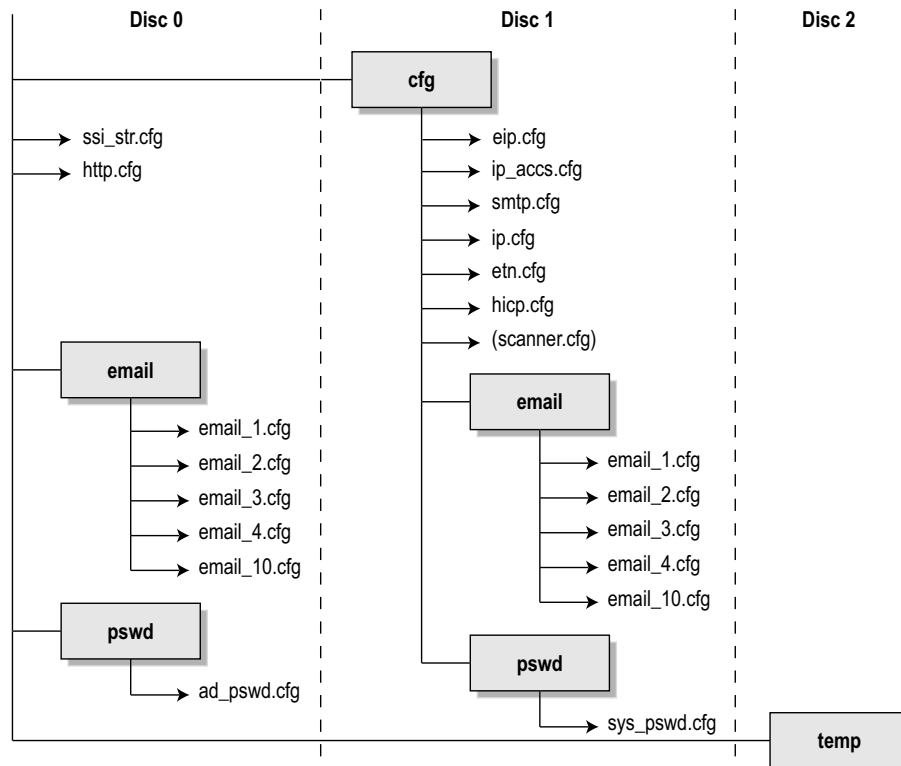 Disc 0
Disc 1
Disc 2
cfg
ssi_str.cfg
http.cfg
eip.cfg
ip_accs.cfg
smtp.cfg
ip.cfg
etn.cfg
hicp.cfg
(scanner.cfg)
email
email_1.cfg
email_2.cfg
email_3.cfg
email_4.cfg
email_10.cfg
email
email_1.cfg
email_2.cfg
email_3.cfg
email_4.cfg
email_10.cfg
pswd
ad_pswd.cfg
pswd
sys_pswd.cfg
temp